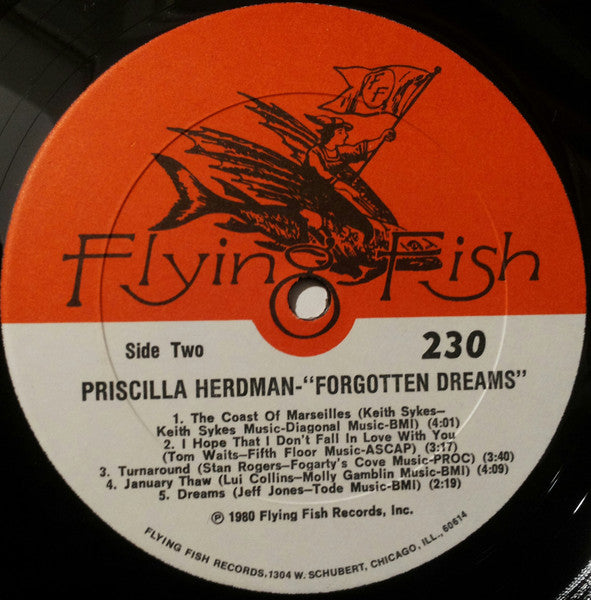 FF
Flying Fish
Side Two
230
PRISCILLA HERDMAN-"FORGOTTEN DREAMS"
1. The Coast Of Marseilles (Keith Sykes–
Keith Sykes Music-Diagonal Music-BMI) (4:01)
2. I Hope That I Don't Fall In Love With You
(Tom Waits–Fifth Floor Music-ASCAP) (3:17)
3. Turnaround (Stan Rogers–Fogarty's Cove Music-PROC) (3:40)
4. January Thaw (Lui Collins–Molly Gamblin Music-BMI) (4:09)
5. Dreams (Jeff Jones–Tode Music-BMI) (2:19)
℗ 1980 Flying Fish Records, Inc.
FLYING FISH RECORDS, 1304 W. SCHUBERT, CHICAGO, ILL., 60614